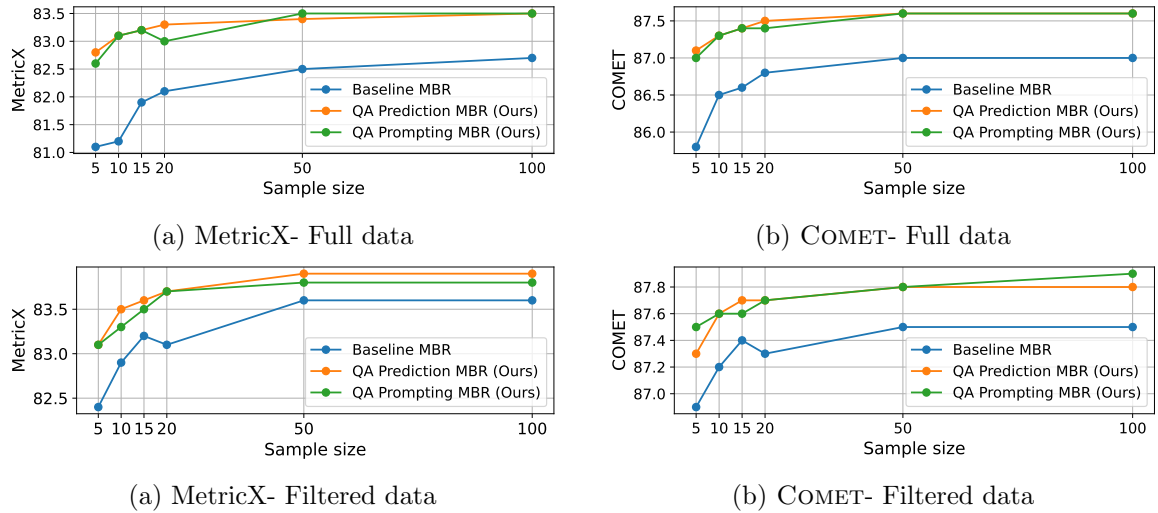 83.5
83.0
82.5
82.0
81.5
81.0
MetricX
Baseline MBR
QA Prediction MBR (Ours)
QA Prompting MBR (Ours)
5 10 15 20 50 100
Sample size
(a) MetricX- Full data
87.5
87.0
86.5
86.0
COMET
Baseline MBR
QA Prediction MBR (Ours)
QA Prompting MBR (Ours)
5 10 15 20 50 100
Sample size
(b) COMET- Full data
83.5
83.0
82.5
MetricX
Baseline MBR
QA Prediction MBR (Ours)
QA Prompting MBR (Ours)
5 10 15 20 50 100
Sample size
(a) MetricX- Filtered data
87.8
87.6
87.4
87.2
87.0
COMET
Baseline MBR
QA Prediction MBR (Ours)
QA Prompting MBR (Ours)
5 10 15 20 50 100
Sample size
(b) COMET- Filtered data